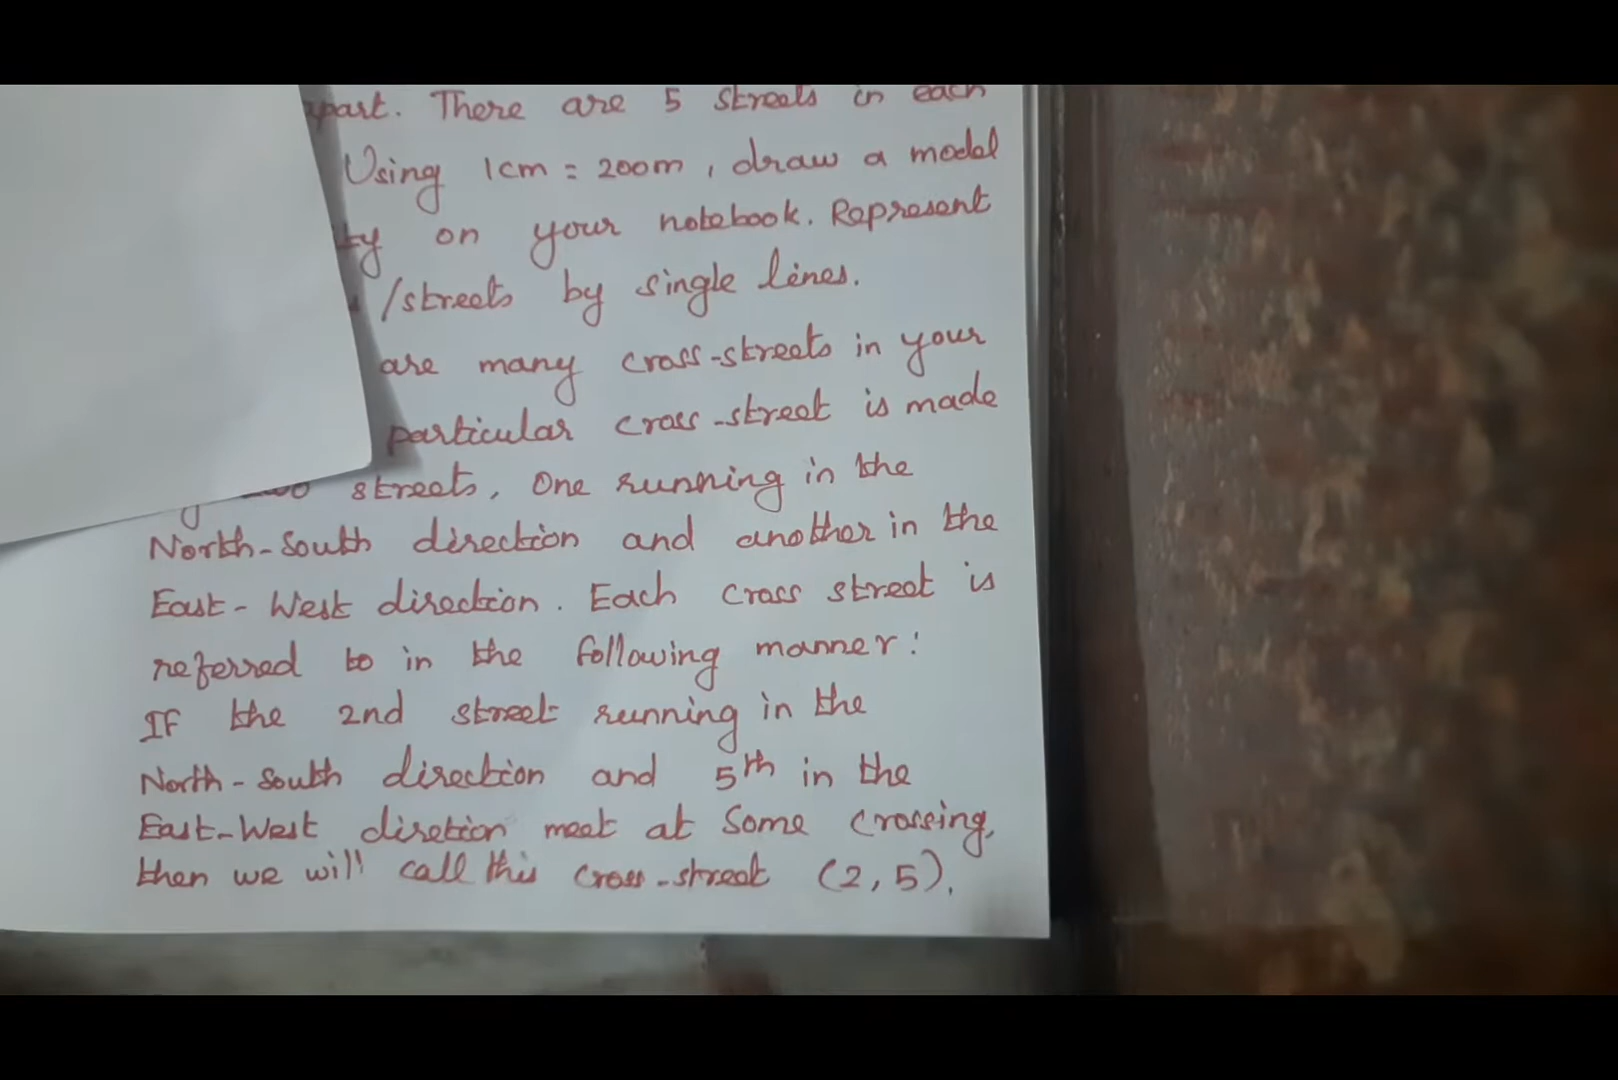 apart. There are 5 streets in each
Using 1cm = 200m, draw a model
on your notebook. Represent
/streets by single lines.
are many cross-streets in your
particular cross-street is made
streets, One running in the
North-South direction and another in the
East-West direction. Each cross street is
referred to in the following manner:
If the 2nd street running in the
North-South direction and 5th in the
East-West diretion meet at Some crossing,
then we will call this cross-street (2,5).